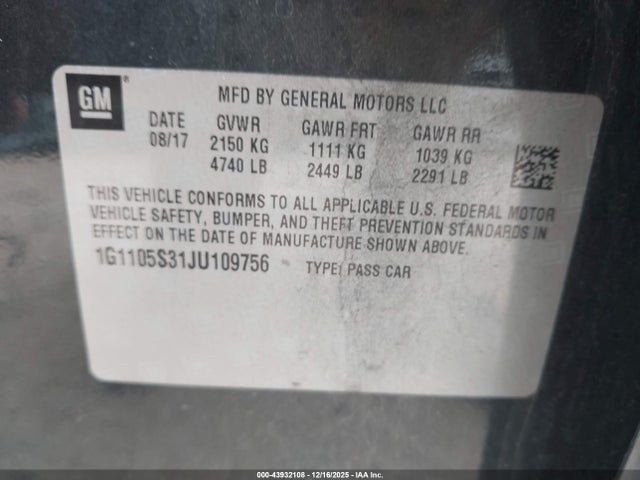 GM ®
MFD BY GENERAL MOTORS LLC
DATE GVWR GAWR FRT GAWR RR
08/17 2150 KG 1111 KG 1039 KG
4740 LB 2449 LB 2291 LB
THIS VEHICLE CONFORMS TO ALL APPLICABLE U.S. FEDERAL MOTOR
VEHICLE SAFETY, BUMPER, AND THEFT PREVENTION STANDARDS IN
EFFECT ON THE DATE OF MANUFACTURE SHOWN ABOVE.
1G1105S31JU109756 TYPE: PASS CAR
000-43932108 - 12/16/2025 - IAA Inc.